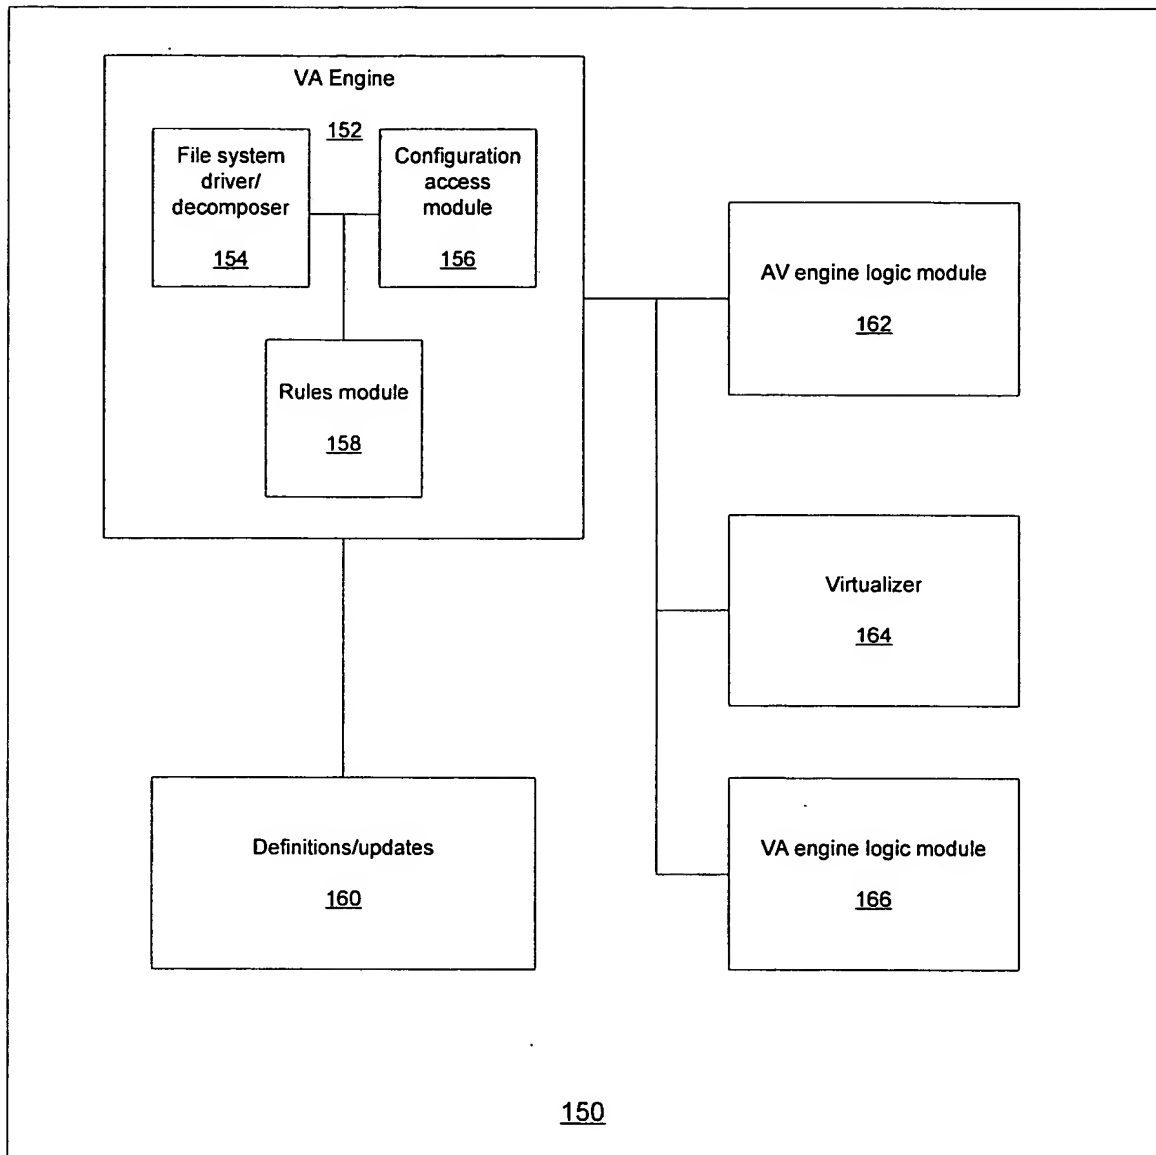 VA Engine
152
File system
driver/
decomposer
154
Configuration
access
module
156
Rules module
158
AV engine logic module
162
Virtualizer
164
Definitions/updates
160
VA engine logic module
166
150